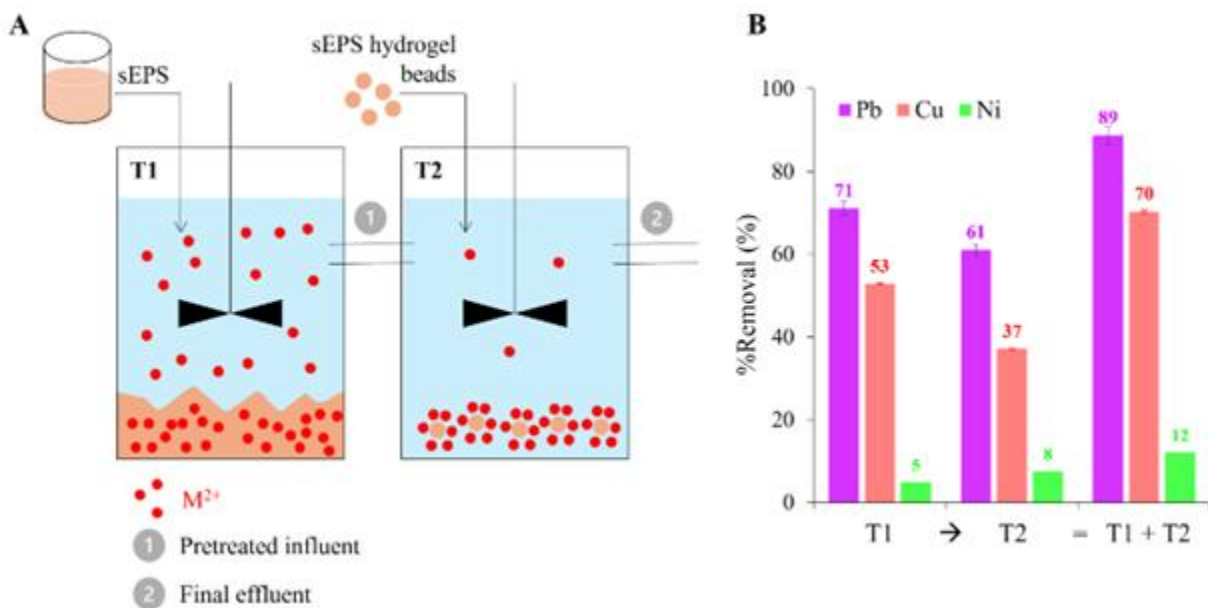 A
sEPS
sEPS hydrogel
beads
T1
T2
1
2
M²⁺
1 Pretreated influent
2 Final effluent
B
%Removal (%)
100
80
60
40
20
0
Pb Cu Ni
71
53
5
61
37
8
89
70
12
T1 → T2 = T1 + T2